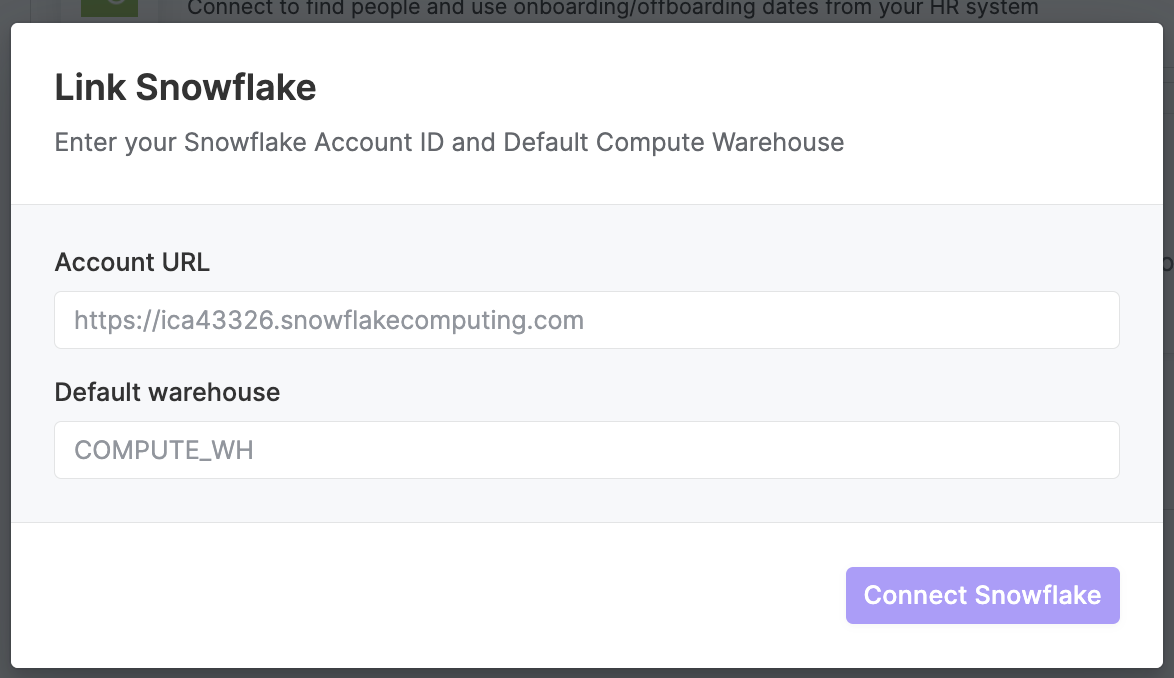 Connect to find people and use onboarding/offboarding dates from your HR system
Link Snowflake
Enter your Snowflake Account ID and Default Compute Warehouse
Account URL
https://ica43326.snowflakecomputing.com
Default warehouse
COMPUTE_WH
Connect Snowflake